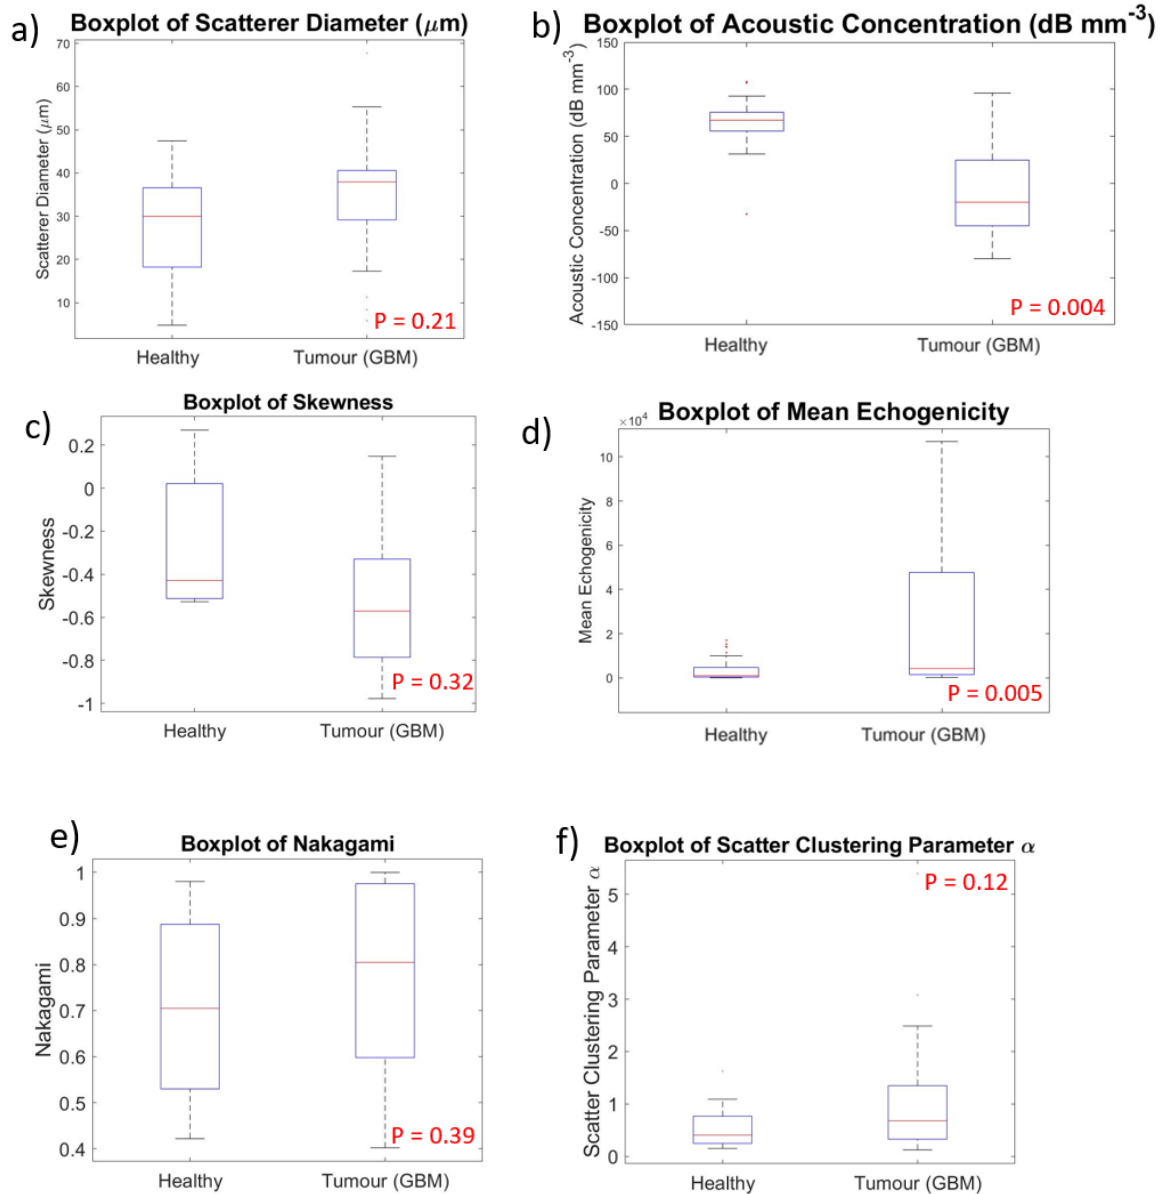 a)
Boxplot of Scatterer Diameter (μm)
Scatterer Diameter (μm)
70
60
50
40
30
20
10
P = 0.21
Healthy
Tumour (GBM)
b)
Boxplot of Acoustic Concentration (dB mm⁻³)
Acoustic Concentration (dB mm⁻³)
150
100
50
0
-50
-100
-150
P = 0.004
Healthy
Tumour (GBM)
c)
Boxplot of Skewness
Skewness
0.2
0
-0.2
-0.4
-0.6
-0.8
-1
P = 0.32
Healthy
Tumour (GBM)
d)
Boxplot of Mean Echogenicity
×10⁴
Mean Echogenicity
10
8
6
4
2
0
P = 0.005
Healthy
Tumour (GBM)
e)
Boxplot of Nakagami
Nakagami
1
0.9
0.8
0.7
0.6
0.5
0.4
P = 0.39
Healthy
Tumour (GBM)
f)
Boxplot of Scatter Clustering Parameter α
Scatter Clustering Parameter α
5
4
3
2
1
0
P = 0.12
Healthy
Tumour (GBM)